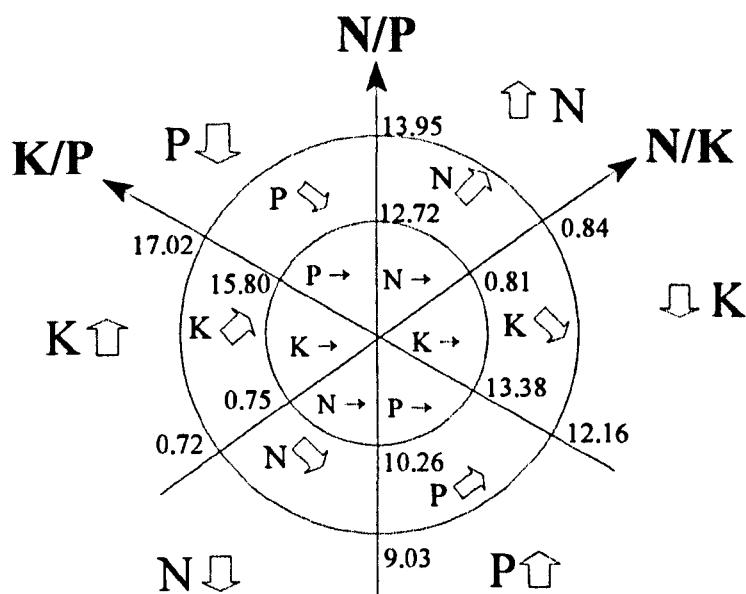 N/P
N
P
13.95
K/P
N/K
P
N
12.72
0.84
17.02
15.80
P →
N →
0.81
K
K
K
K
K →
K →
0.75
N →
P →
13.38
0.72
12.16
N
10.26
P
9.03
N
P